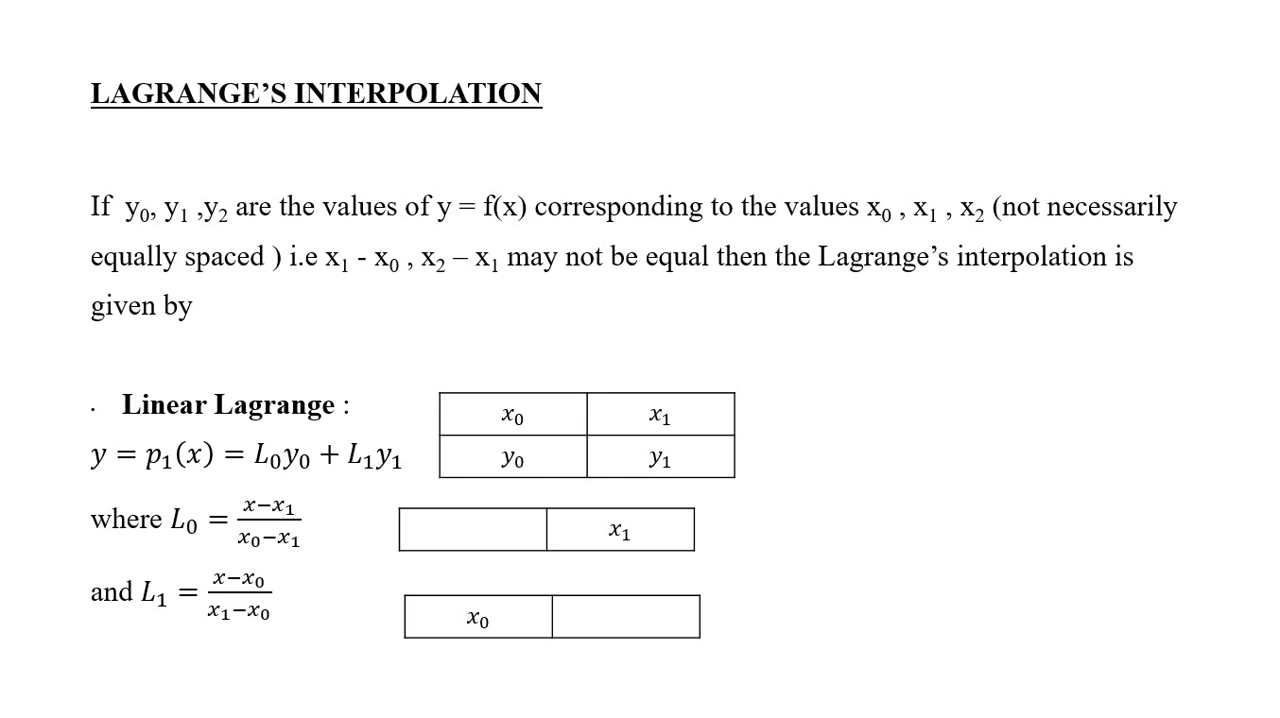 LAGRANGE’S INTERPOLATION
If y₀, y₁ ,y₂ are the values of y = f(x) corresponding to the values x₀ , x₁ , x₂ (not necessarily
equally spaced ) i.e x₁ - x₀ , x₂ – x₁ may not be equal then the Lagrange’s interpolation is
given by
· Linear Lagrange :
x₀ x₁
y = p₁(x) = L₀y₀ + L₁y₁
y₀ y₁
where L₀ = (x−x₁)/(x₀−x₁)
x₁
and L₁ = (x−x₀)/(x₁−x₀)
x₀